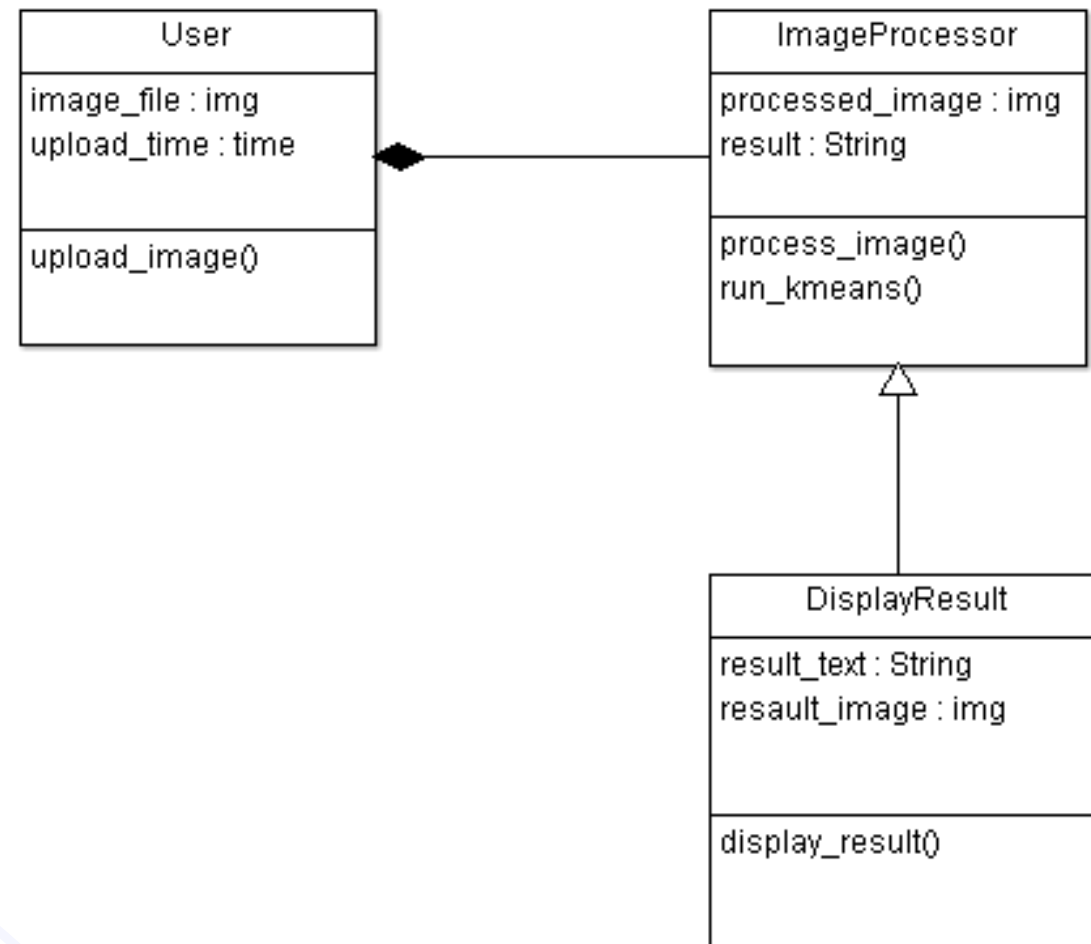 User
image_file : img
upload_time : time
upload_image()
ImageProcessor
processed_image : img
result : String
process_image()
run_kmeans()
DisplayResult
result_text : String
resault_image : img
display_result()